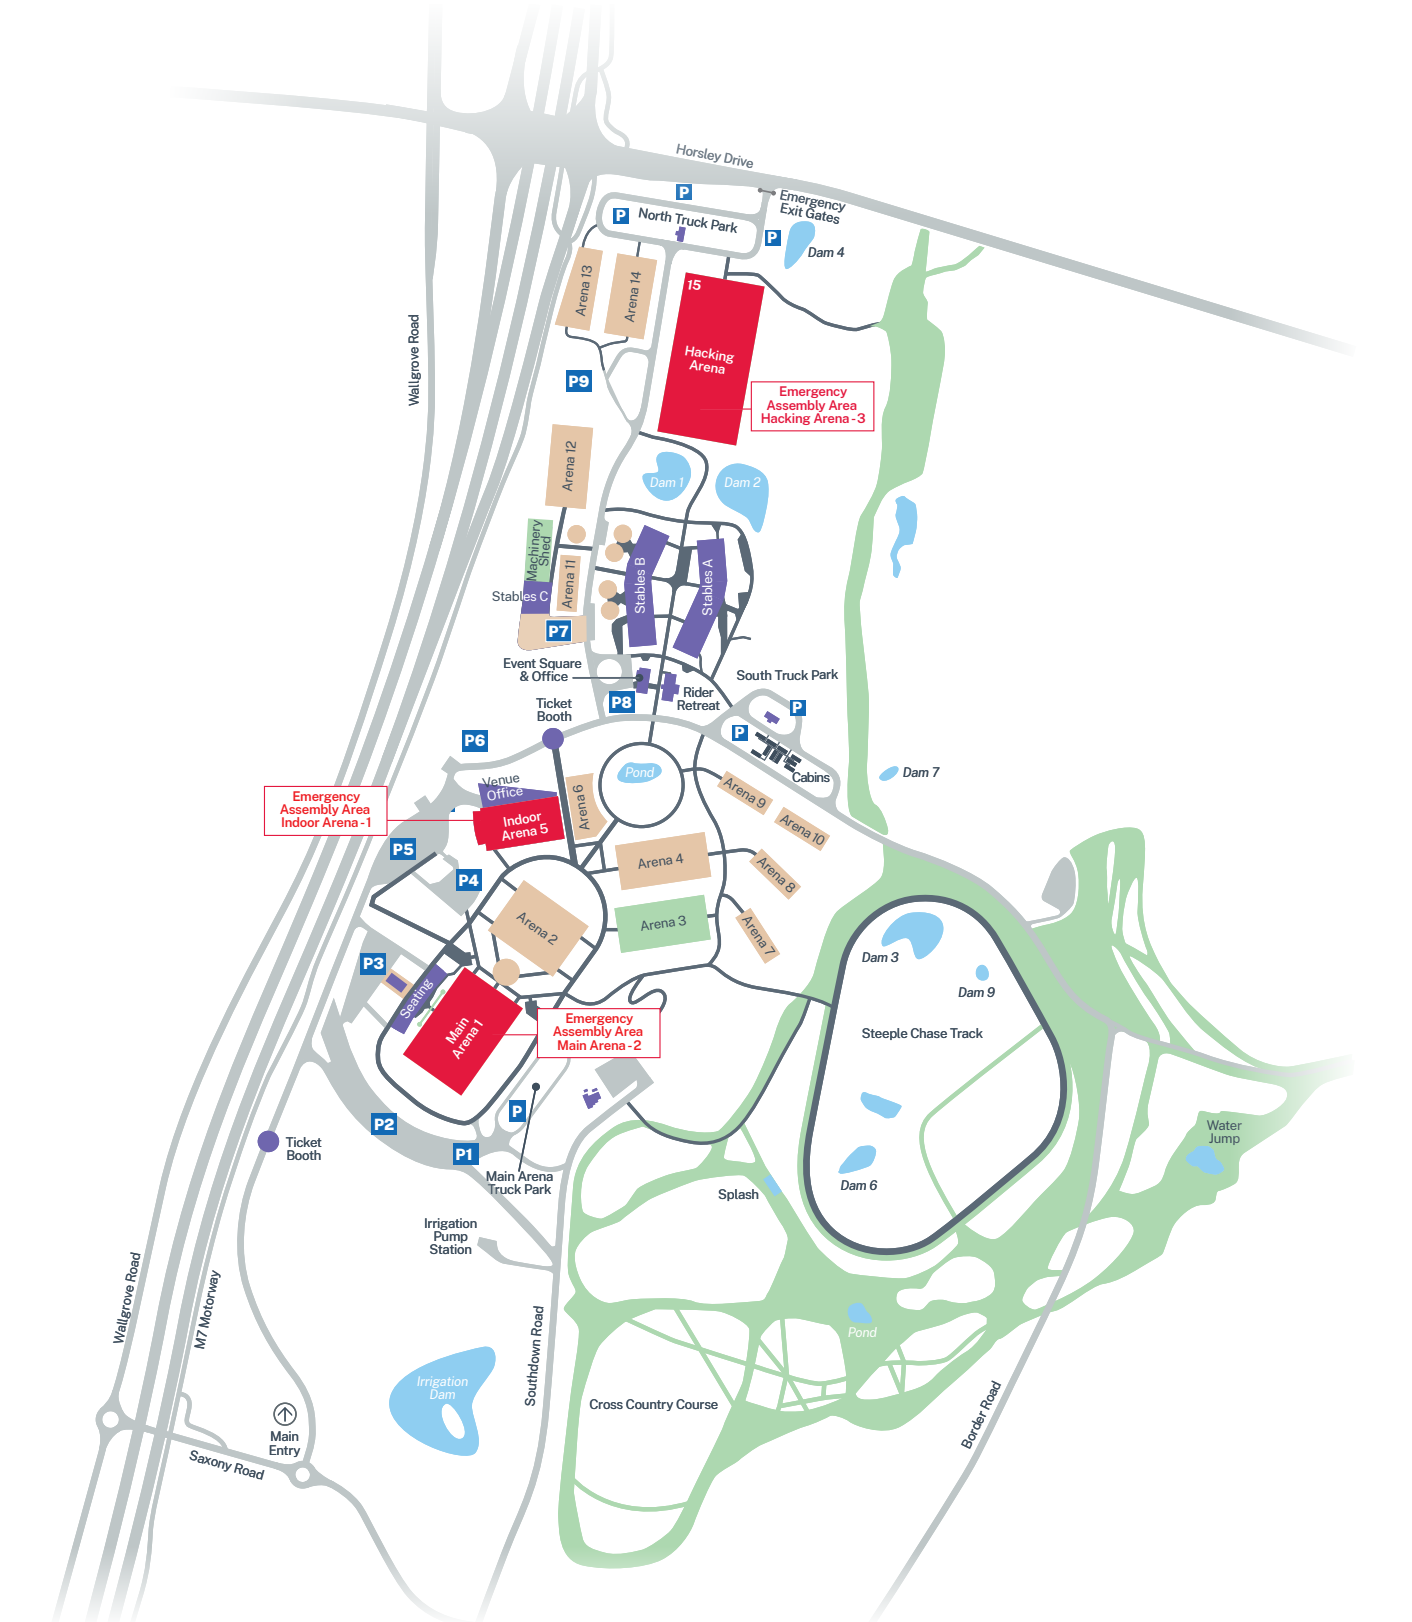 Horsley Drive
P
Emergency
Exit Gates
P
North Truck Park
P
Dam 4
Arena 13
Arena 14
15
Hacking
Arena
Wallgrove Road
P9
Emergency
Assembly Area
Hacking Arena - 3
Arena 12
Dam 1
Dam 2
Machinery
Shed
Arena 11
Stables B
Stables A
Stables C
P7
Event Square
& Office
South Truck Park
Rider
Retreat
P8
P
Ticket
Booth
P
P6
Cabins
Pond
Dam 7
Venue
Office
Arena 6
Arena 9
Arena 10
Emergency
Assembly Area
Indoor Arena - 1
Indoor
Arena 5
P5
Arena 4
Arena 8
P4
Arena 2
Arena 3
Arena 7
Dam 3
P3
Seating
Dam 9
Main
Arena 1
Emergency
Assembly Area
Main Arena - 2
Steeple Chase Track
P
P2
Water
Jump
Ticket
Booth
P1
Main Arena
Truck Park
Dam 6
Splash
Irrigation
Pump
Station
Wallgrove Road
M7 Motorway
Southdown Road
Pond
Irrigation
Dam
Cross Country Course
Border Road
Main
Entry
Saxony Road